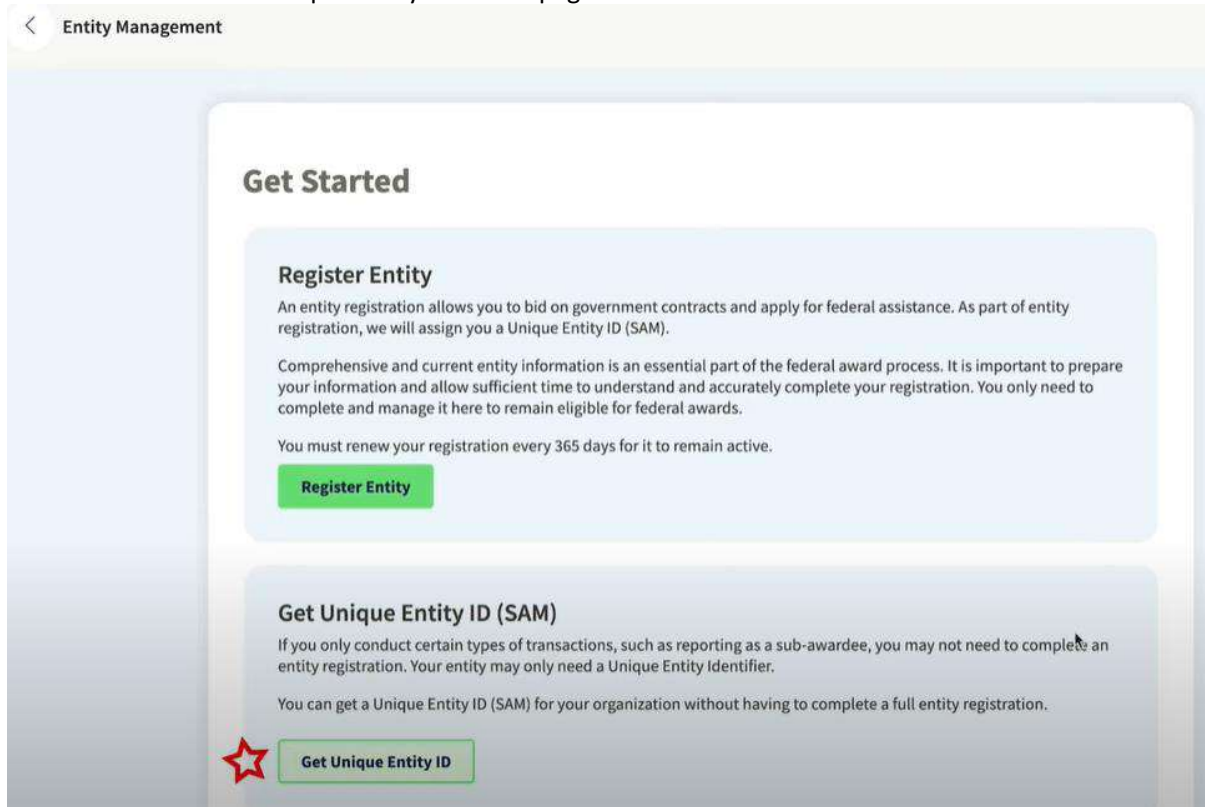 Entity Management
Get Started
Register Entity
An entity registration allows you to bid on government contracts and apply for federal assistance. As part of entity
registration, we will assign you a Unique Entity ID (SAM).
Comprehensive and current entity information is an essential part of the federal award process. It is important to prepare
your information and allow sufficient time to understand and accurately complete your registration. You only need to
complete and manage it here to remain eligible for federal awards.
You must renew your registration every 365 days for it to remain active.
Register Entity
Get Unique Entity ID (SAM)
If you only conduct certain types of transactions, such as reporting as a sub-awardee, you may not need to complete an
entity registration. Your entity may only need a Unique Entity Identifier.
You can get a Unique Entity ID (SAM) for your organization without having to complete a full entity registration.
Get Unique Entity ID